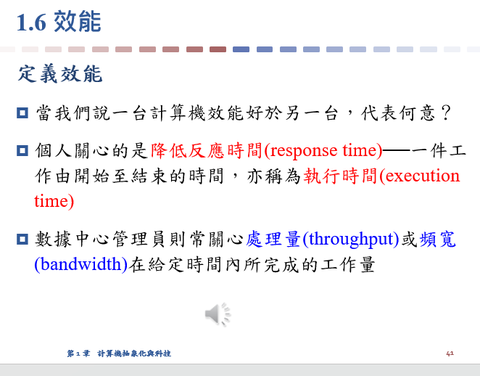 1.6 效能
定義效能
當我們說一台計算機效能好於另一台，代表何意？
個人關心的是降低反應時間(response time)──一件工
作由開始至結束的時間，亦稱為執行時間(execution
time)
數據中心管理員則常關心處理量(throughput)或頻寬
(bandwidth)在給定時間內所完成的工作量
第 1 章 計算機抽象化與科技
42